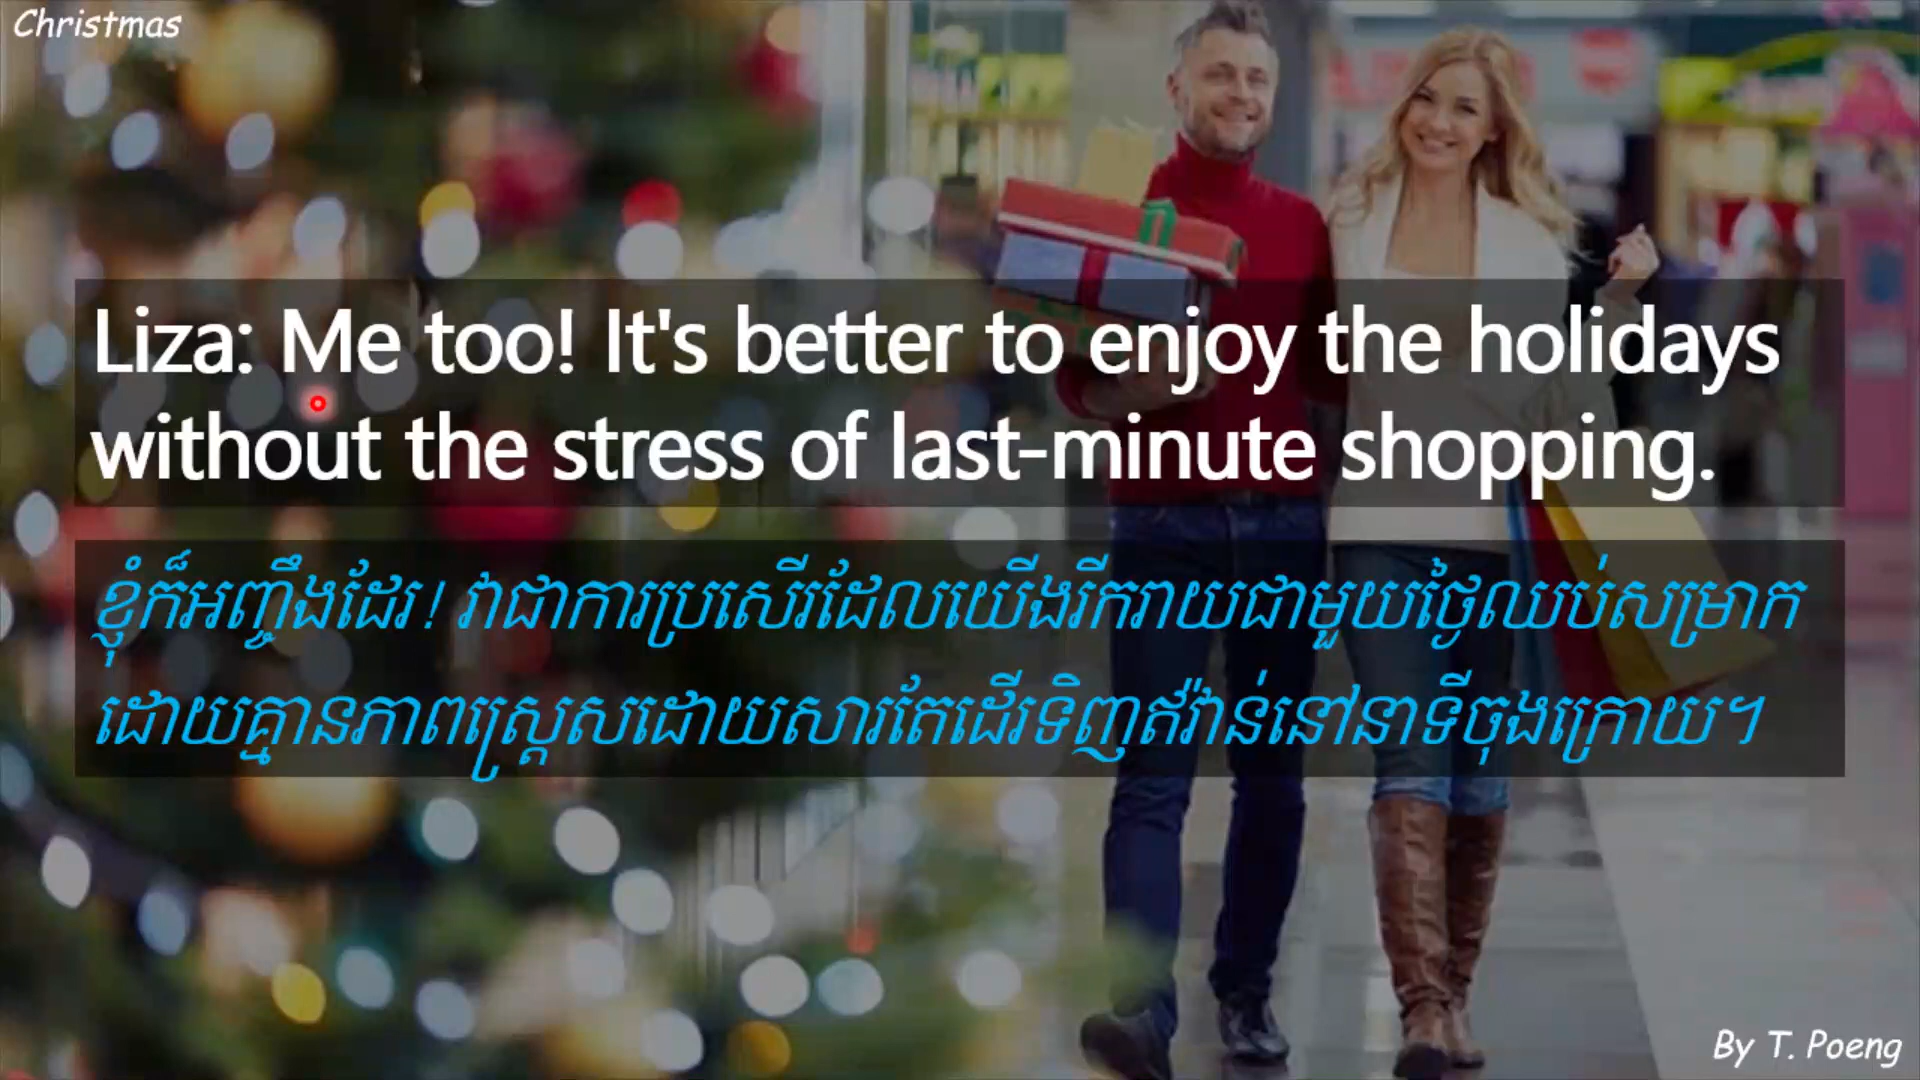 Christmas
Liza: Me too! It's better to enjoy the holidays
without the stress of last-minute shopping.
ខ្ញុំក៏អញ្ចឹងដែរ! វាជាការប្រសើរដែលយើងរីករាយជាមួយថ្ងៃឈប់សម្រាក
ដោយគ្មានភាពស្ត្រេសដោយសារតែដើរទិញឥវ៉ាន់នៅនាទីចុងក្រោយ។
By T. Poeng